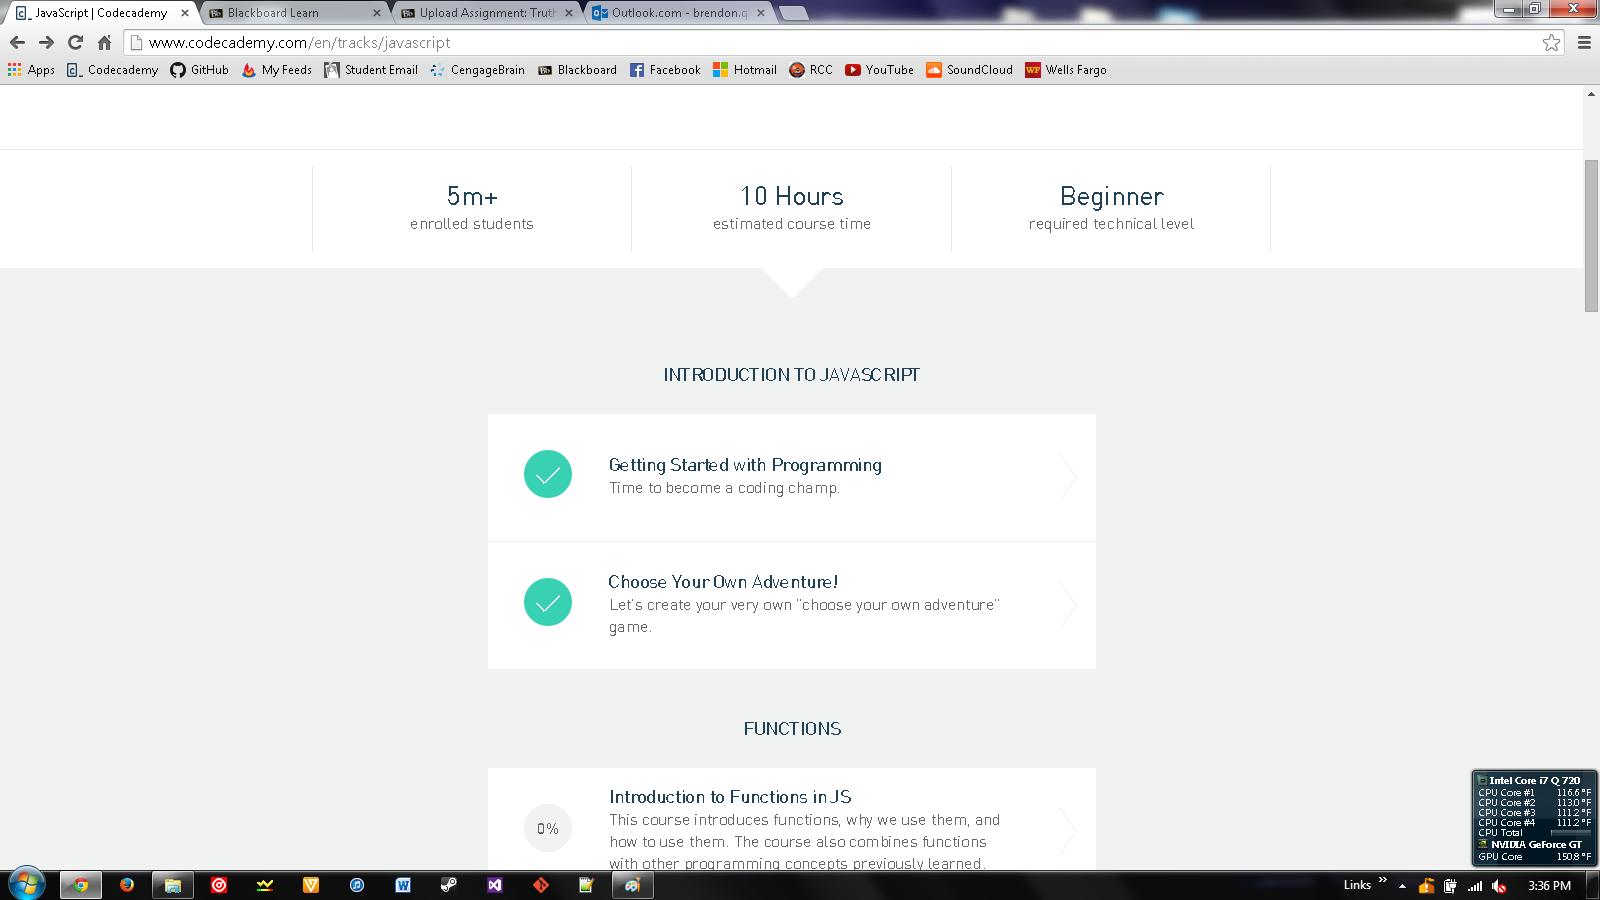 JavaScript | Codecademy
Blackboard Learn
Upload Assignment: Truth
Outlook.com - brendon.q
www.codecademy.com/en/tracks/javascript
Apps
Codecademy
GitHub
My Feeds
Student Email
CengageBrain
Blackboard
Facebook
Hotmail
RCC
YouTube
SoundCloud
Wells Fargo
5m+
enrolled students
10 Hours
estimated course time
Beginner
required technical level
INTRODUCTION TO JAVASCRIPT
Getting Started with Programming
Time to become a coding champ.
Choose Your Own Adventure!
Let's create your very own "choose your own adventure"
game.
FUNCTIONS
0%
Introduction to Functions in JS
This course introduces functions, why we use them, and
how to use them. The course also combines functions
with other programming concepts previously learned.
Intel Core i7 Q 720
CPU Core #1 116.6 °F
CPU Core #2 113.0 °F
CPU Core #3 111.2 °F
CPU Core #4 111.2 °F
CPU Total
NVIDIA GeForce GT
GPU Core 150.8 °F
Links
3:36 PM